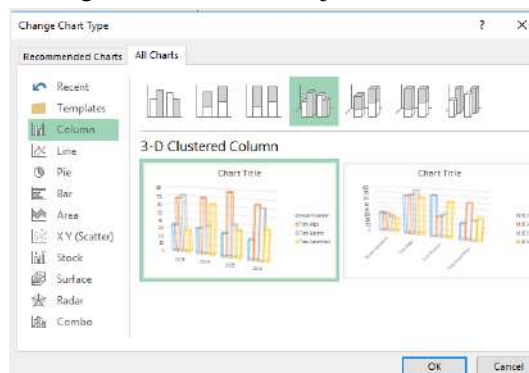 Change Chart Type
? ×
Recommended Charts
All Charts
Recent
Templates
Column
Line
Pie
Bar
Area
X Y (Scatter)
Stock
Surface
Radar
Combo
3-D Clustered Column
Chart Title
Chart Title
OK
Cancel